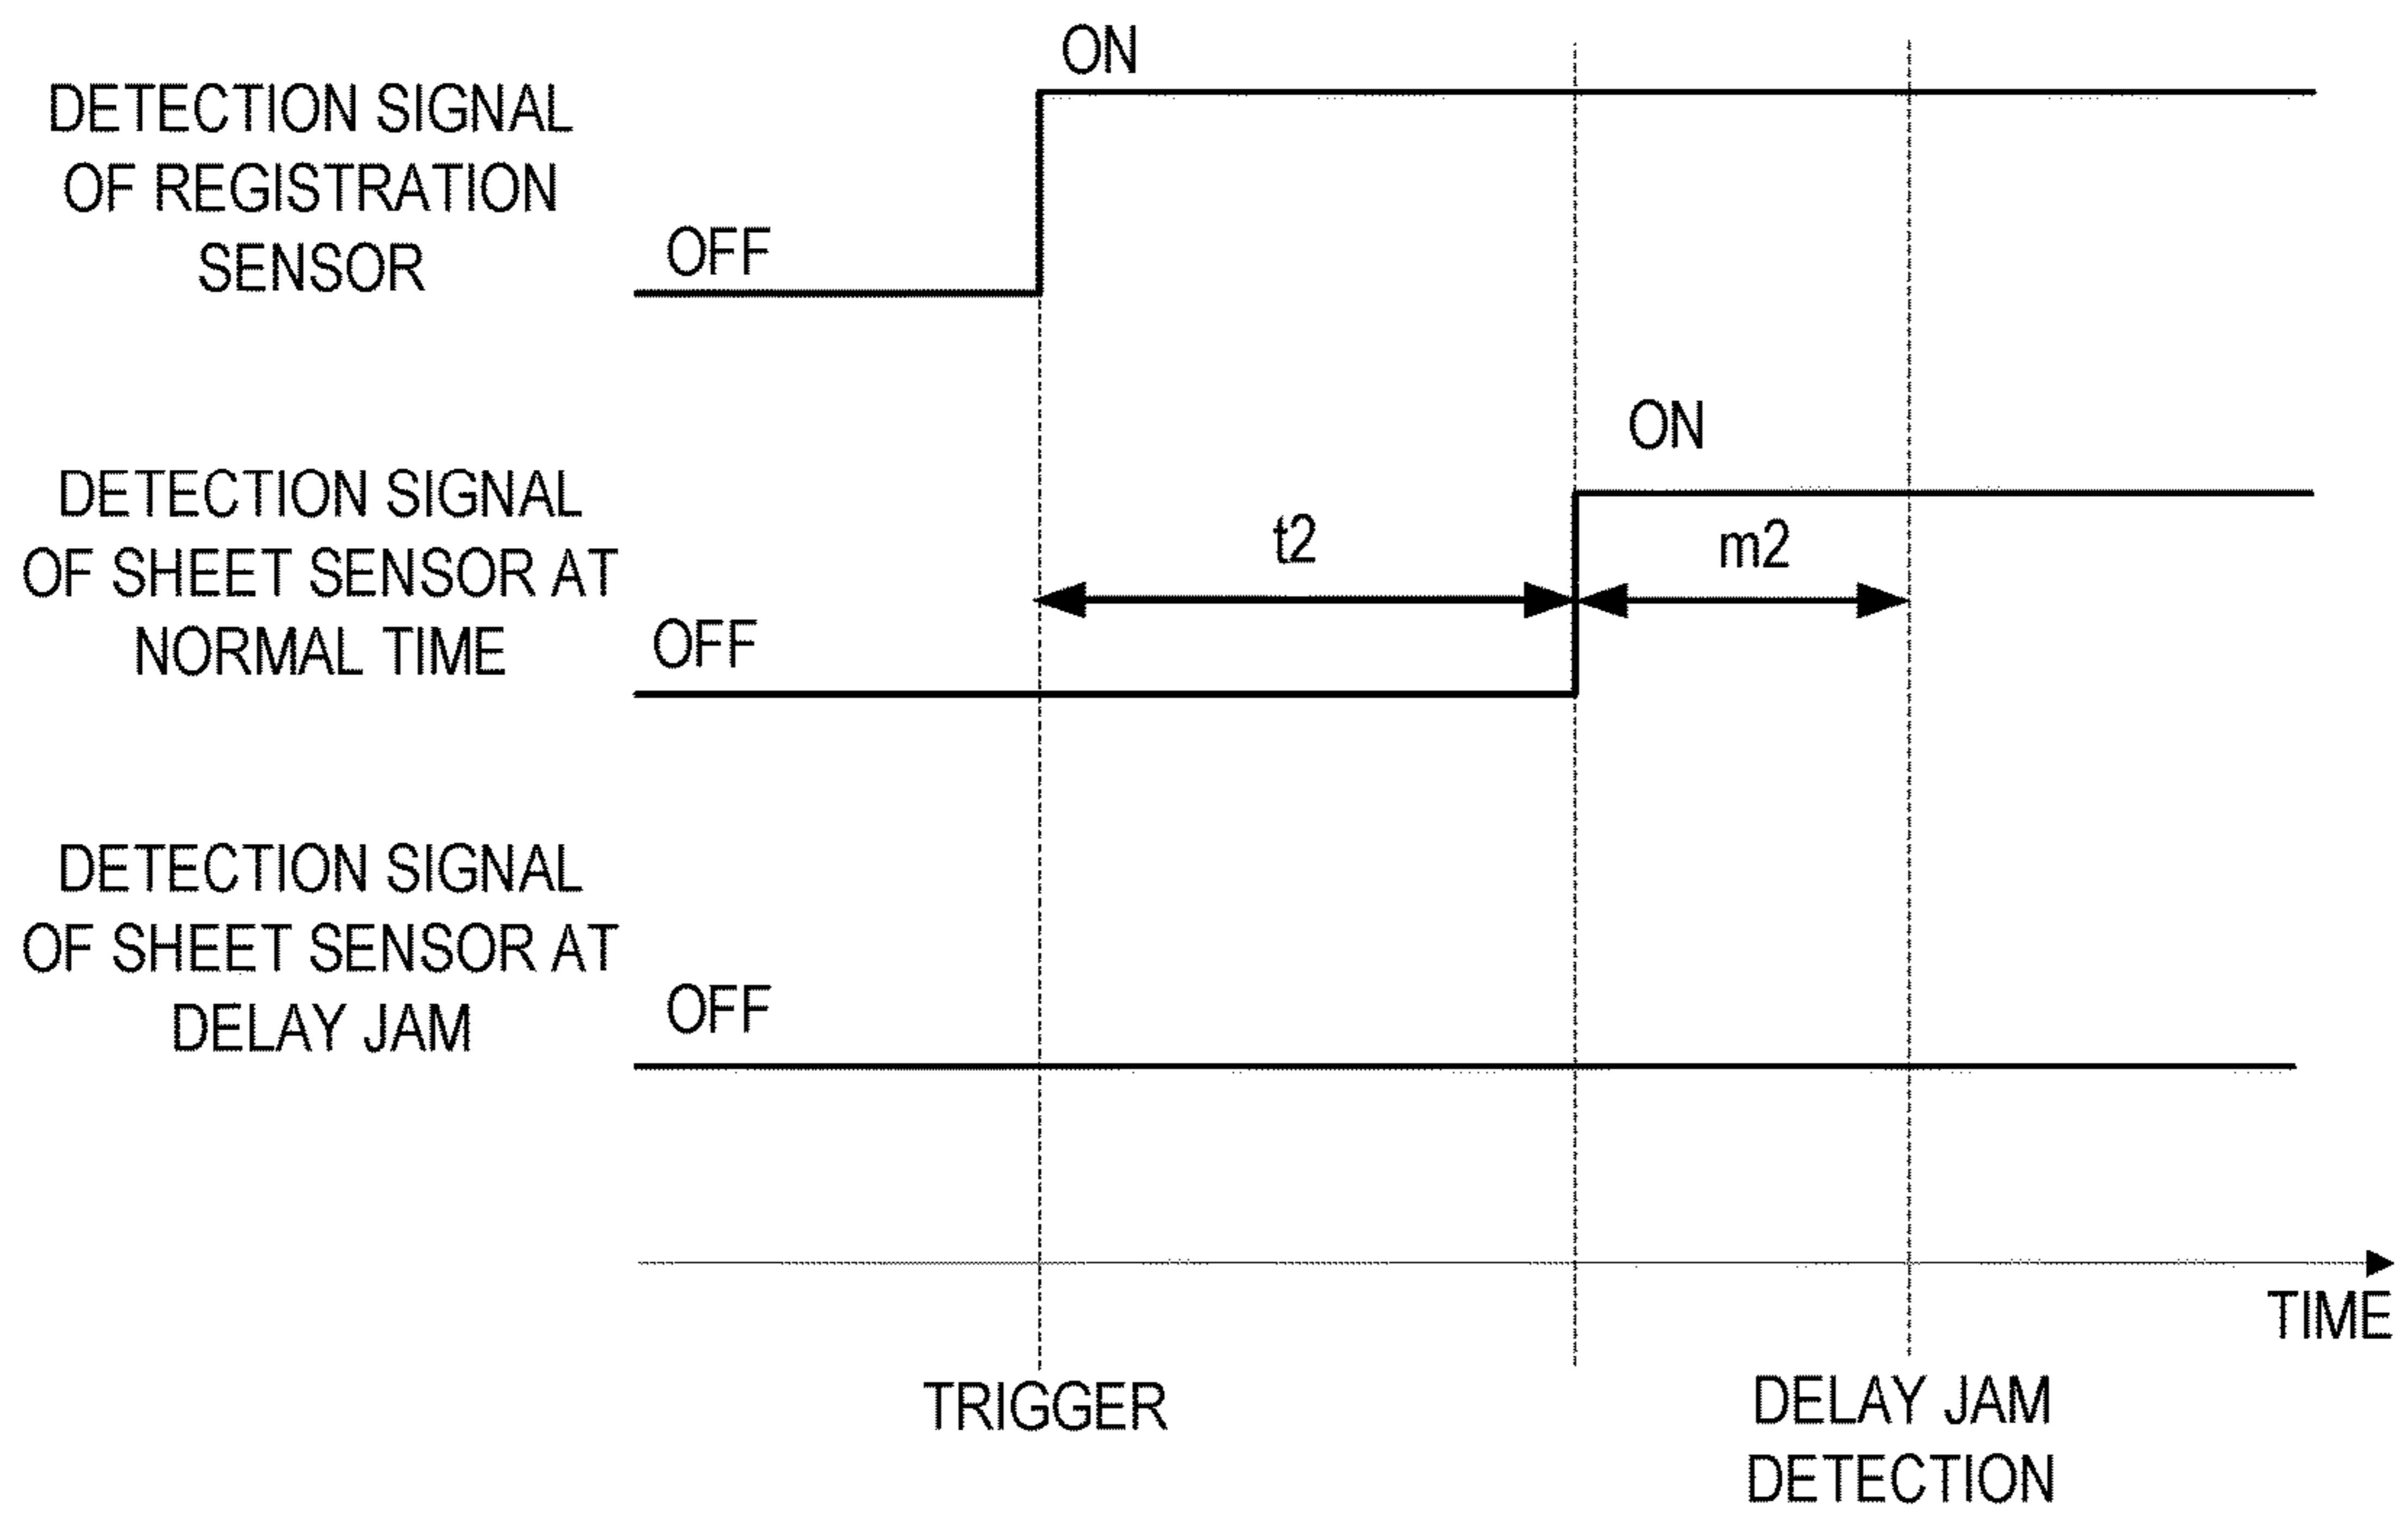 ON
DETECTION SIGNAL
OF REGISTRATION
SENSOR
OFF
ON
DETECTION SIGNAL
OF SHEET SENSOR AT
NORMAL TIME
t2
m2
OFF
DETECTION SIGNAL
OF SHEET SENSOR AT
DELAY JAM
OFF
TIME
TRIGGER
DELAY JAM
DETECTION